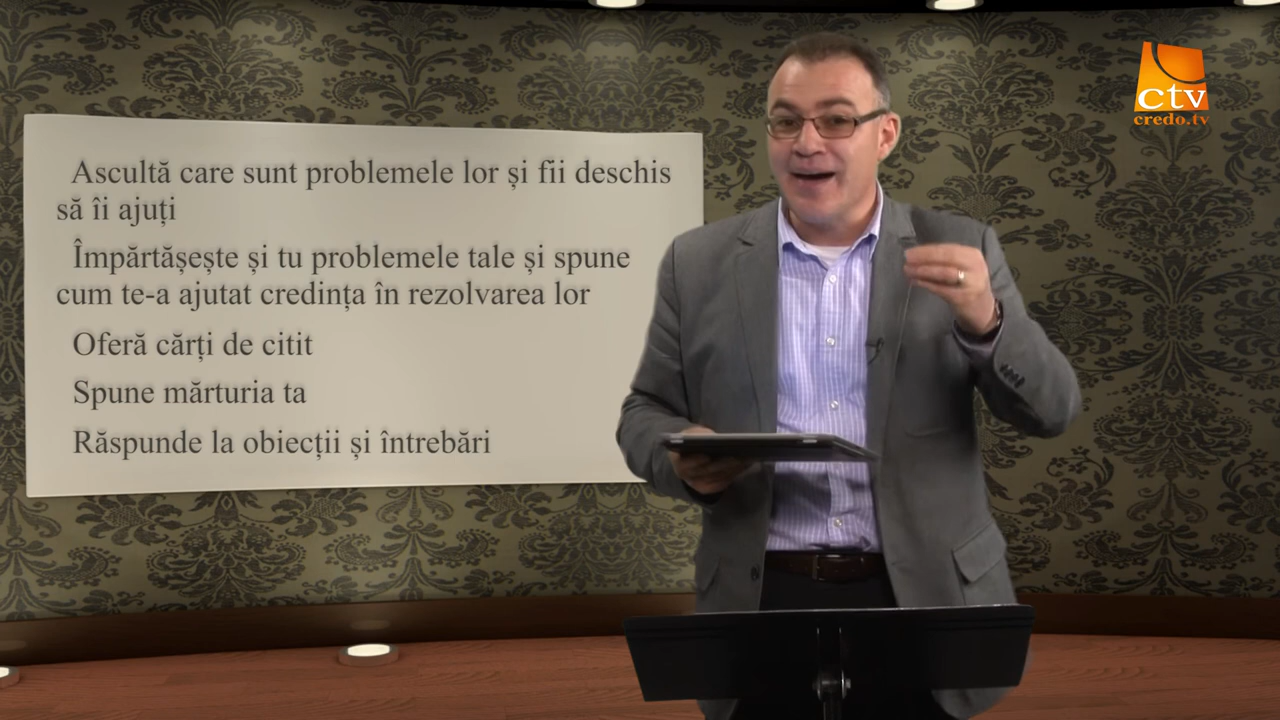 Ascultă care sunt problemele lor și fii deschis
să îi ajuți
Împărtășește și tu problemele tale și spune
cum te-a ajutat credința în rezolvarea lor
Oferă cărți de citit
Spune mărturia ta
Răspunde la obiecții și întrebări
ctv
credo.tv